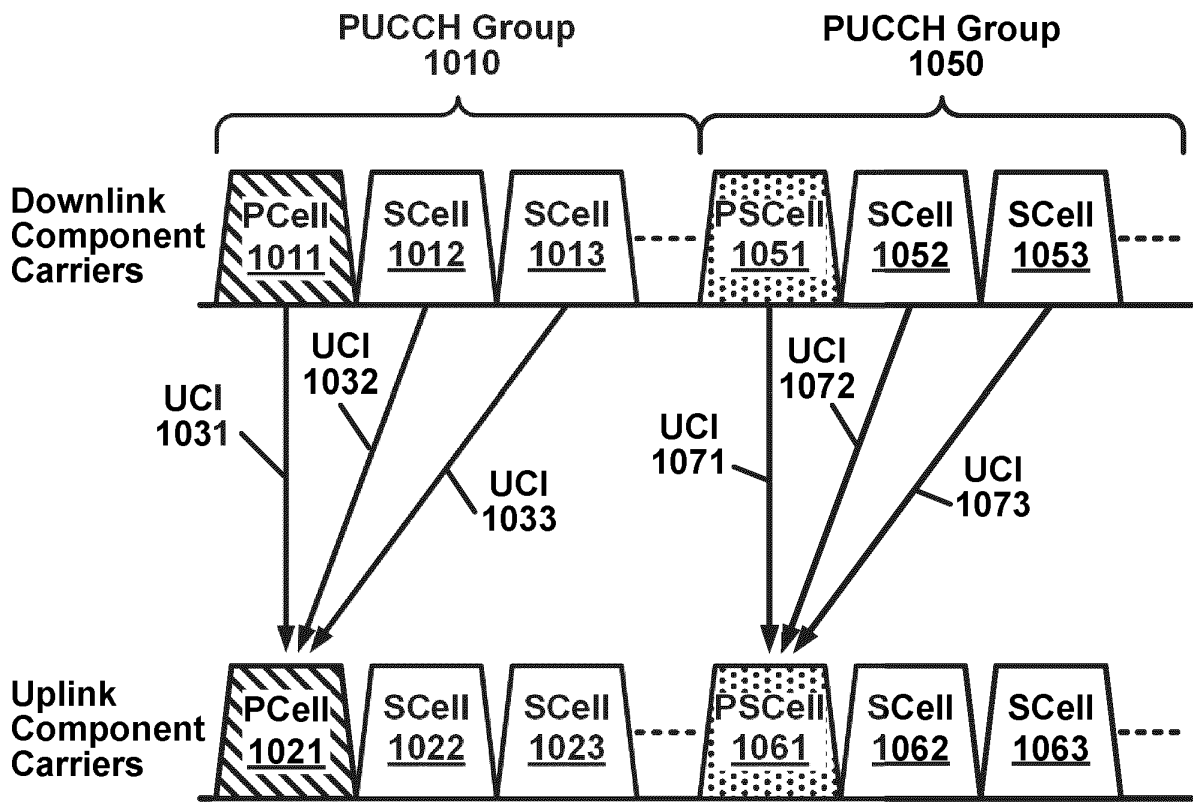 PUCCH Group
1010
PUCCH Group
1050
Downlink
Component
Carriers
PCell
1011
SCell
1012
SCell
1013
PSCell
1051
SCell
1052
SCell
1053
UCI
1031
UCI
1032
UCI
1033
UCI
1071
UCI
1072
UCI
1073
Uplink
Component
Carriers
PCell
1021
SCell
1022
SCell
1023
PSCell
1061
SCell
1062
SCell
1063